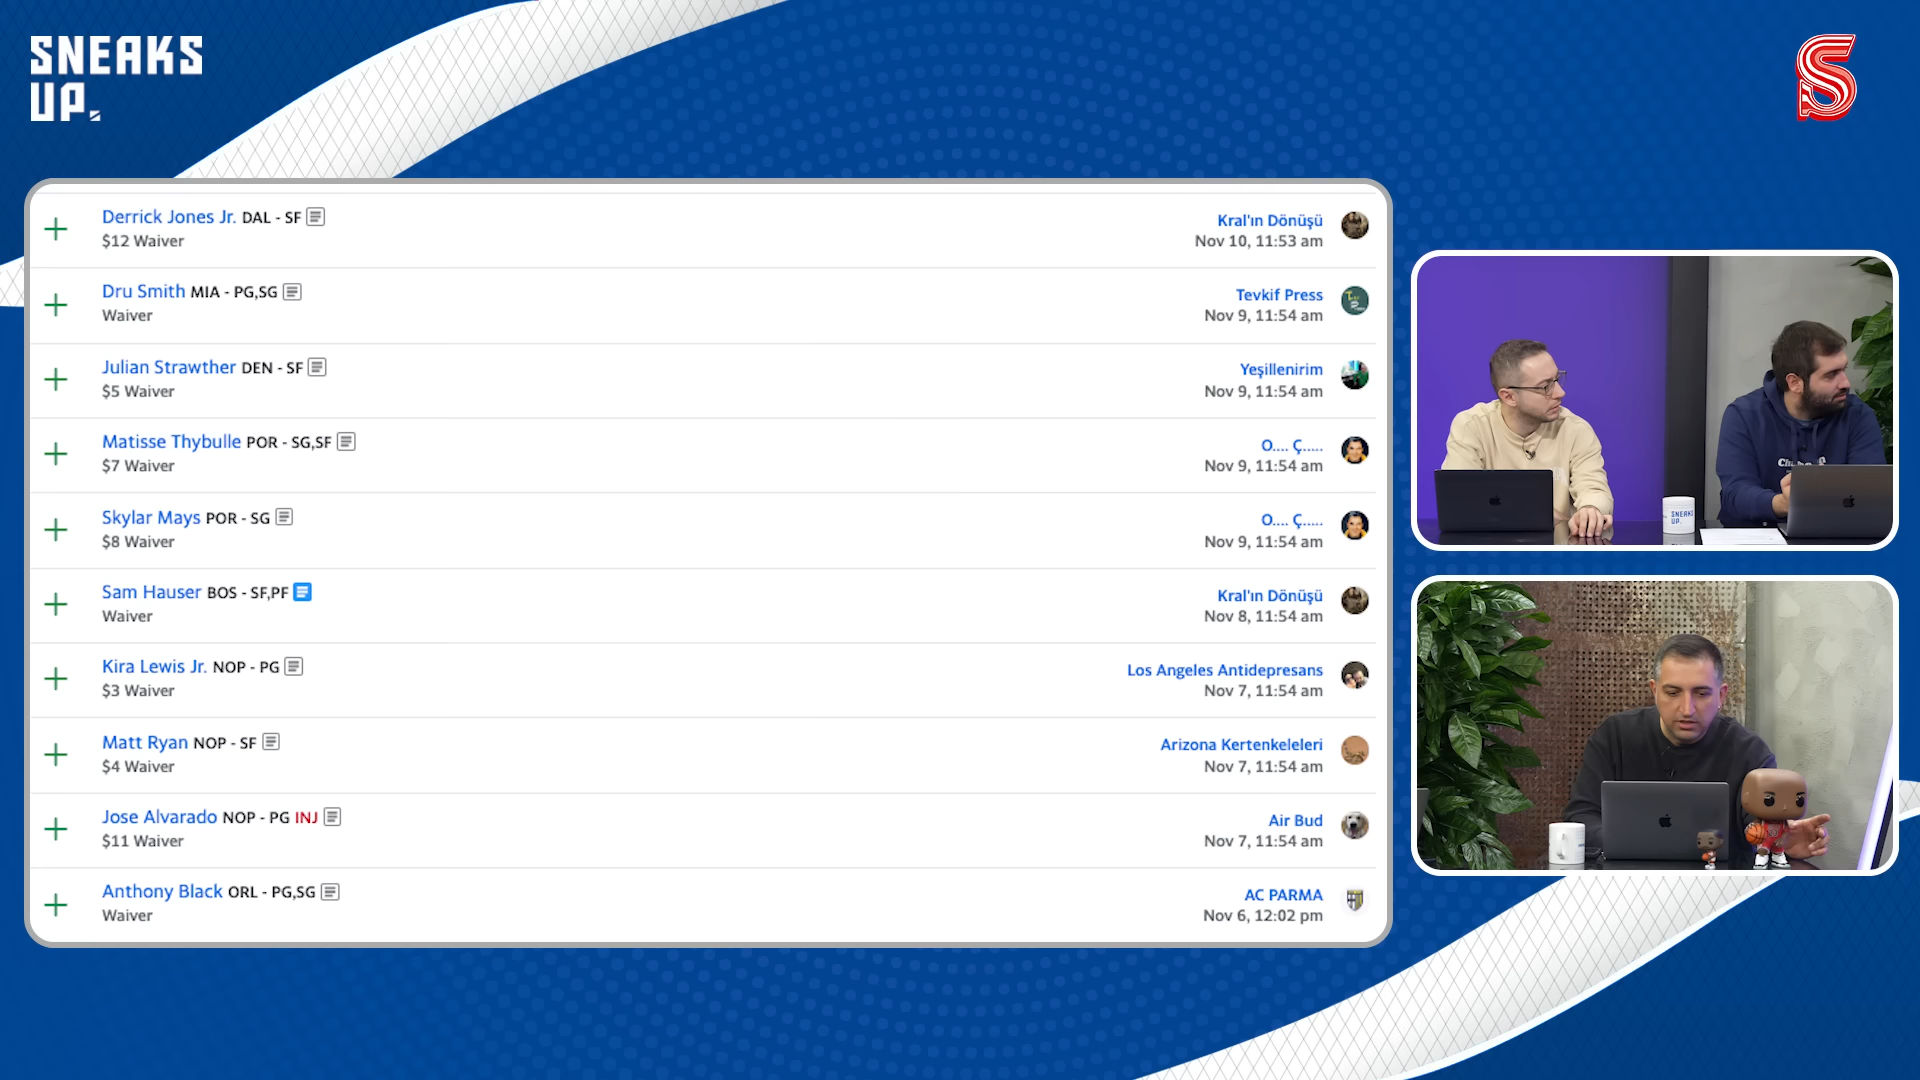 SNEAKS
UP.
S
Derrick Jones Jr. DAL - SF
$12 Waiver
Kral'ın Dönüşü
Nov 10, 11:53 am
Dru Smith MIA - PG,SG
Waiver
Tevkif Press
Nov 9, 11:54 am
Julian Strawther DEN - SF
$5 Waiver
Yeşillenirim
Nov 9, 11:54 am
Matisse Thybulle POR - SG,SF
$7 Waiver
O.... Ç.....
Nov 9, 11:54 am
Skylar Mays POR - SG
$8 Waiver
O.... Ç.....
Nov 9, 11:54 am
Sam Hauser BOS - SF,PF
Waiver
Kral'ın Dönüşü
Nov 8, 11:54 am
Kira Lewis Jr. NOP - PG
$3 Waiver
Los Angeles Antidepresans
Nov 7, 11:54 am
Matt Ryan NOP - SF
$4 Waiver
Arizona Kertenkeleleri
Nov 7, 11:54 am
Jose Alvarado NOP - PG INJ
$11 Waiver
Air Bud
Nov 7, 11:54 am
Anthony Black ORL - PG,SG
Waiver
AC PARMA
Nov 6, 12:02 pm
SNEAKS
UP.